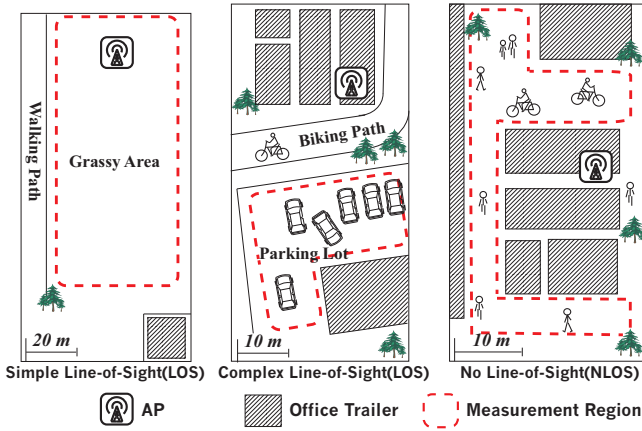 Walking Path
Grassy Area
20 m
Simple Line-of-Sight(LOS)
Biking Path
Parking Lot
10 m
Complex Line-of-Sight(LOS)
10 m
No Line-of-Sight(NLOS)
AP
Office Trailer
Measurement Region